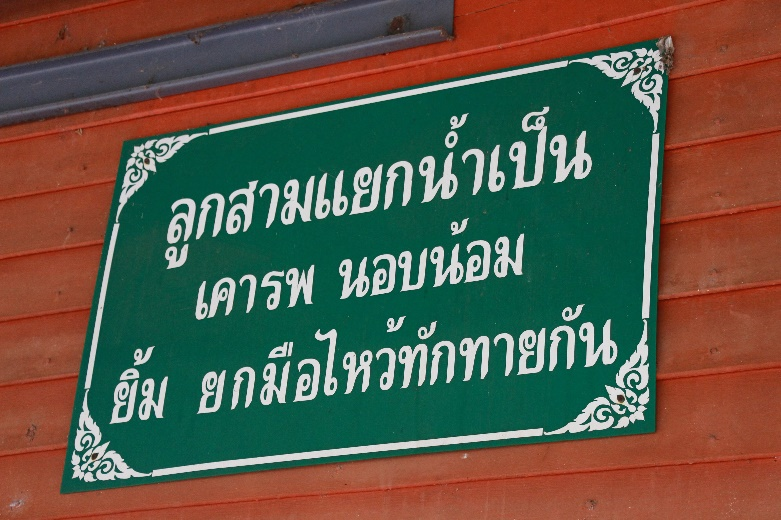 ลูกสามแยกน้ำเป็น
เคารพ นอบน้อม
ยิ้ม ยกมือไหว้ทักทายกัน